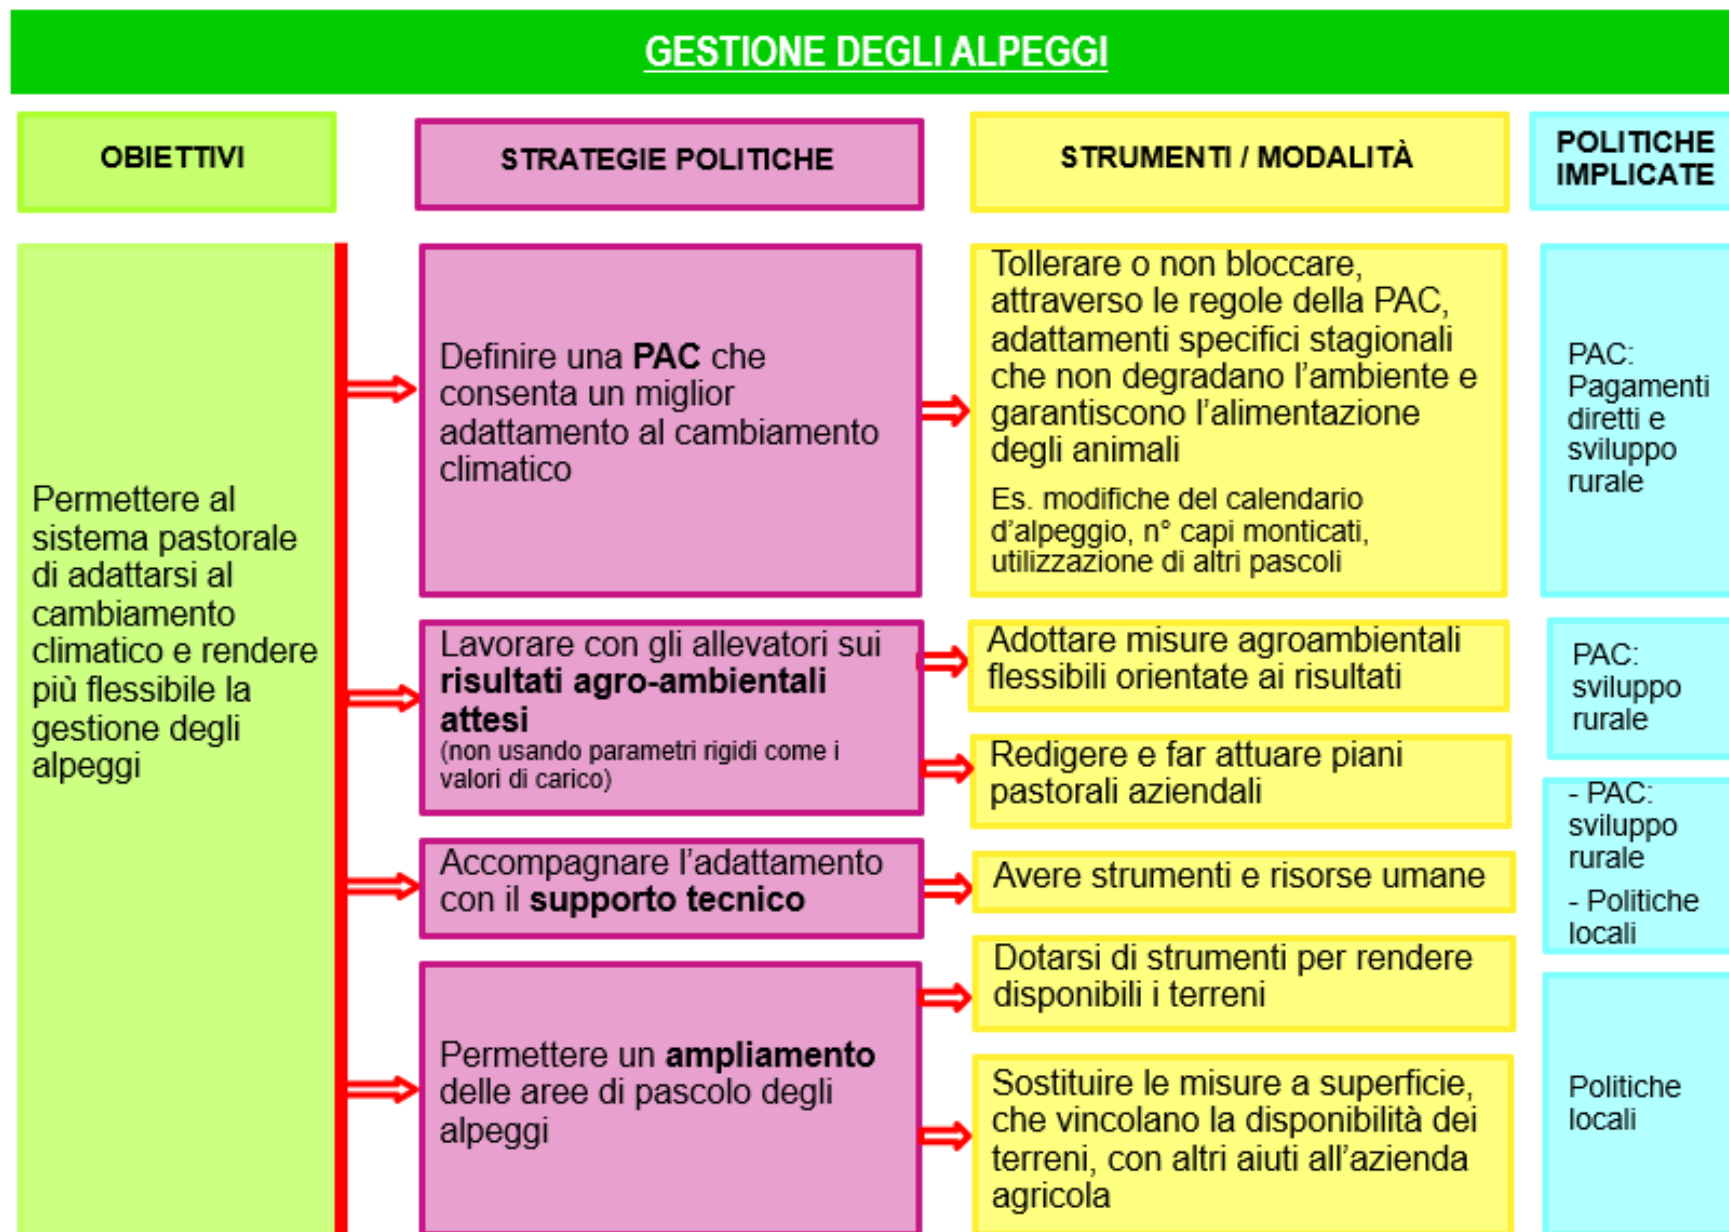 GESTIONE DEGLI ALPEGGI
OBIETTIVI
STRATEGIE POLITICHE
STRUMENTI / MODALITÀ
POLITICHE
IMPLICATE
Permettere al
sistema pastorale
di adattarsi al
cambiamento
climatico e rendere
più flessibile la
gestione degli
alpeggi
Definire una PAC che
consenta un miglior
adattamento al cambiamento
climatico
Tollerare o non bloccare,
attraverso le regole della PAC,
adattamenti specifici stagionali
che non degradano l'ambiente e
garantiscono l'alimentazione
degli animali
Es. modifiche del calendario
d'alpeggio, n° capi monticati,
utilizzazione di altri pascoli
PAC:
Pagamenti
diretti e
sviluppo
rurale
Lavorare con gli allevatori sui
risultati agro-ambientali
attesi
(non usando parametri rigidi come i
valori di carico)
Adottare misure agroambientali
flessibili orientate ai risultati
Redigere e far attuare piani
pastorali aziendali
PAC:
sviluppo
rurale
Accompagnare l'adattamento
con il supporto tecnico
Avere strumenti e risorse umane
- PAC:
sviluppo
rurale
- Politiche
locali
Permettere un ampliamento
delle aree di pascolo degli
alpeggi
Dotarsi di strumenti per rendere
disponibili i terreni
Sostituire le misure a superficie,
che vincolano la disponibilità dei
terreni, con altri aiuti all'azienda
agricola
Politiche
locali